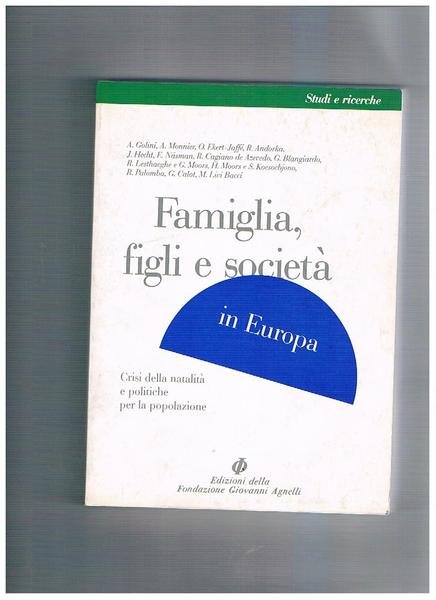 Studi e ricerche
A. Golini, A. Monnier, O. Ekert-Jaffé, R. Andorka,
J. Hecht, E. Näsman, R. Cagiano de Azevedo, G. Blangiardo,
R. Lesthaeghe e G. Moors, H. Moors e S. Koesoebjono,
R. Palomba, G. Calot, M. Livi Bacci
Famiglia,
figli e società
in Europa
Crisi della natalità
e politiche
per la popolazione
Edizioni della
Fondazione Giovanni Agnelli